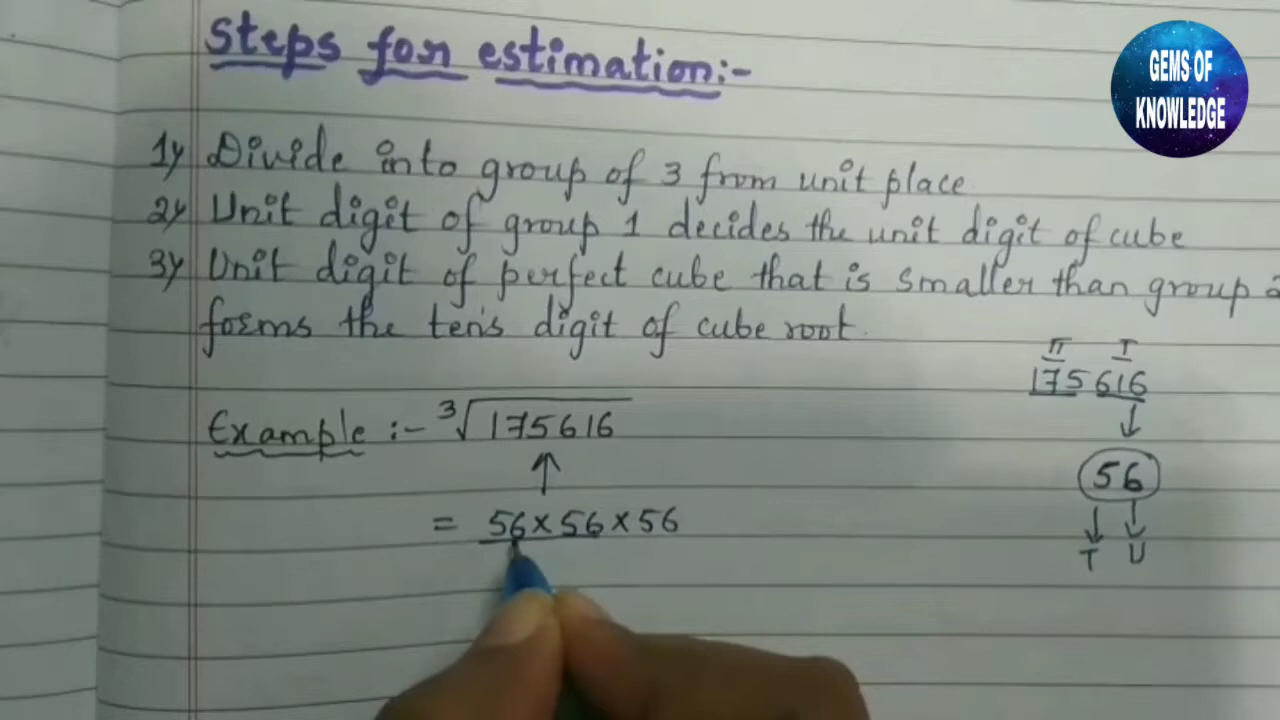 Steps for estimation:-
GEMS OF
KNOWLEDGE
1) Divide into group of 3 from unit place
2) Unit digit of group 1 decides the unit digit of cube
3) Unit digit of perfect cube that is smaller than group 2
forms the ten's digit of cube root.
II I
175 616
Example :- ³√175616
56
= 56×56×56
T U